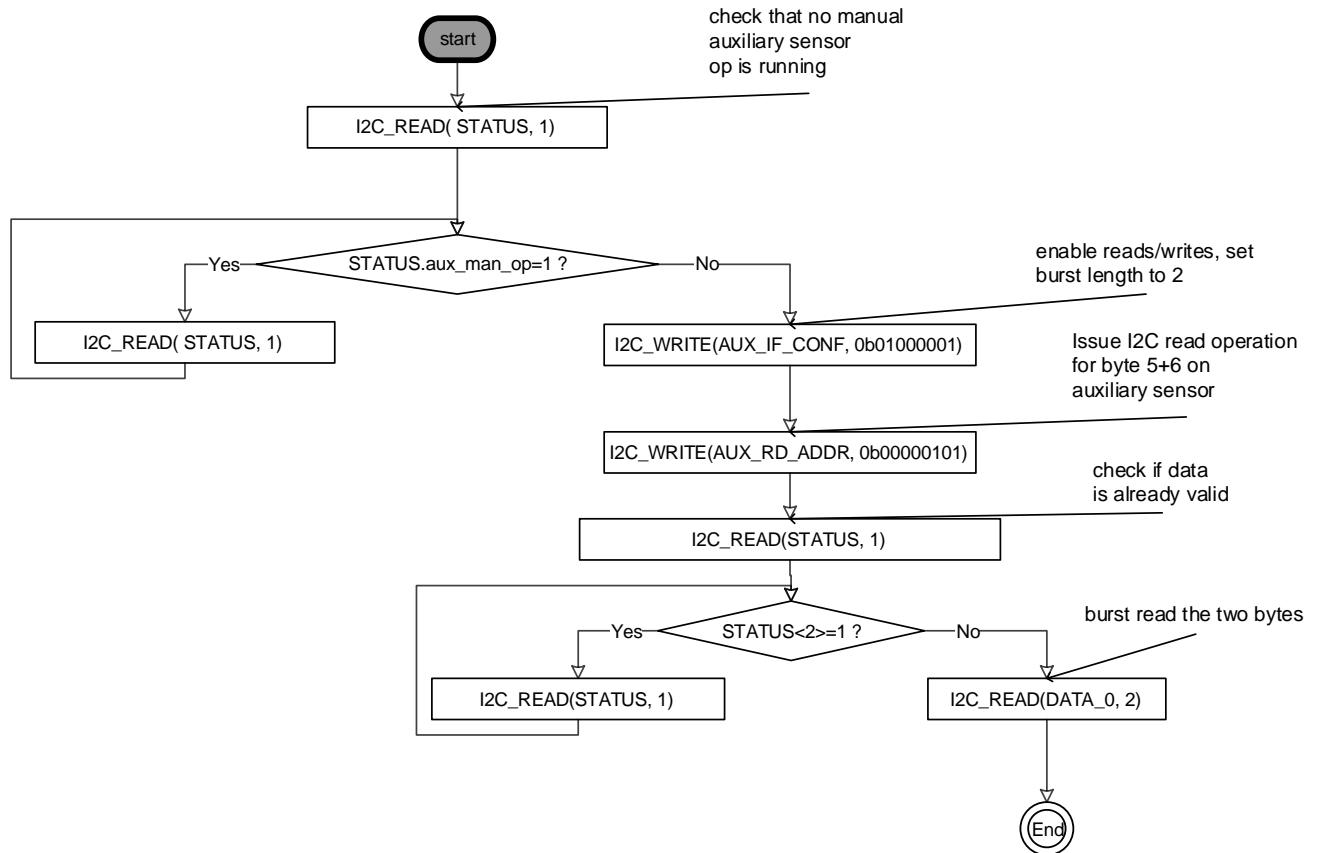 start
check that no manual
auxiliary sensor
op is running
I2C_READ( STATUS, 1)
STATUS.aux_man_op=1 ?
Yes
No
I2C_READ( STATUS, 1)
enable reads/writes, set
burst length to 2
I2C_WRITE(AUX_IF_CONF, 0b01000001)
Issue I2C read operation
for byte 5+6 on
auxiliary sensor
I2C_WRITE(AUX_RD_ADDR, 0b00000101)
check if data
is already valid
I2C_READ(STATUS, 1)
STATUS<2>=1 ?
Yes
No
I2C_READ(STATUS, 1)
burst read the two bytes
I2C_READ(DATA_0, 2)
End